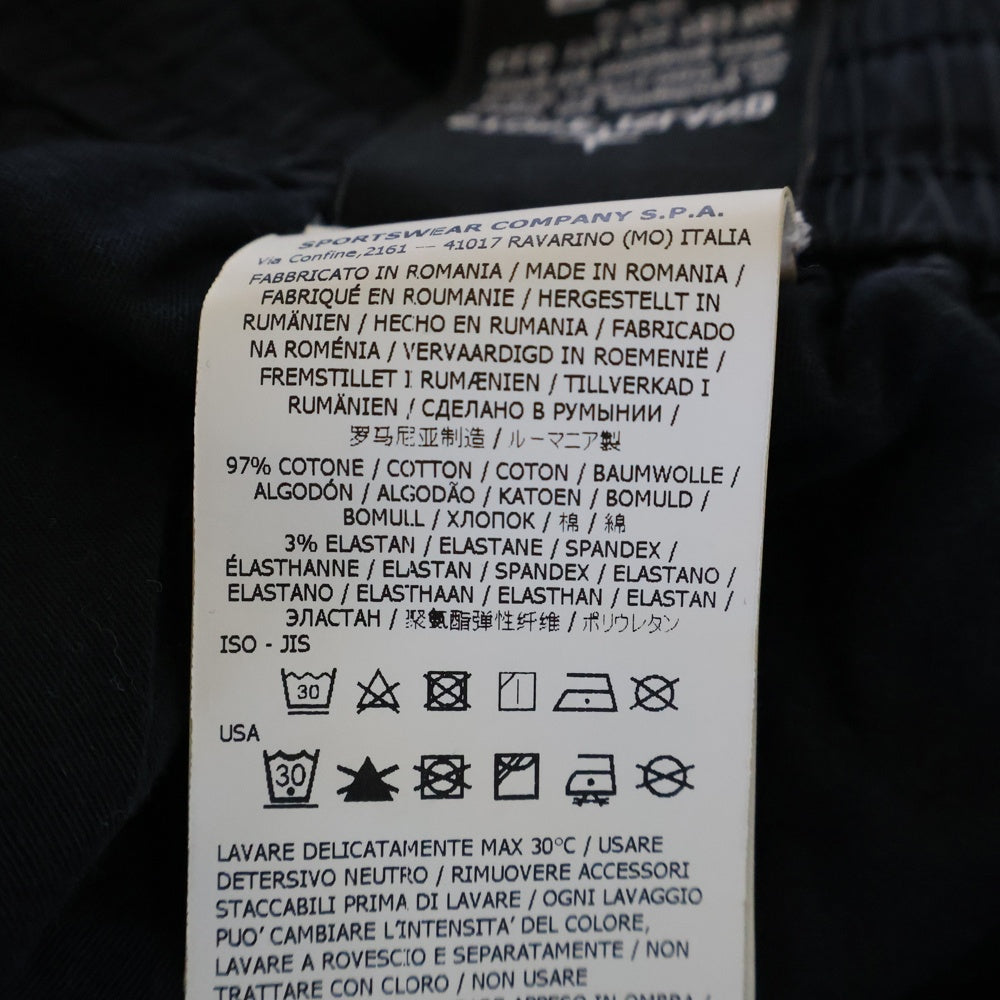 SPORTSWEAR COMPANY S.P.A.
Via Confine,2161 -- 41017 RAVARINO (MO) ITALIA
FABBRICATO IN ROMANIA / MADE IN ROMANIA /
FABRIQUÉ EN ROUMANIE / HERGESTELLT IN
RUMÄNIEN / HECHO EN RUMANIA / FABRICADO
NA ROMÉNIA / VERVAARDIGD IN ROEMENIË /
FREMSTILLET I RUMÆNIEN / TILLVERKAD I
RUMÄNIEN / СДЕЛАНО В РУМЫНИИ /
罗马尼亚制造 / ルーマニア製
97% COTONE / COTTON / COTON / BAUMWOLLE /
ALGODÓN / ALGODÃO / KATOEN / BOMULD /
BOMULL / ХЛОПОК / 棉 / 綿
3% ELASTAN / ELASTANE / SPANDEX /
ÉLASTHANNE / ELASTAN / SPANDEX / ELASTANO /
ELASTANO / ELASTHAAN / ELASTHAN / ELASTAN /
ЭЛАСТАН / 聚氨酯弹性纤维 / ポリウレタン
ISO - JIS
30
USA
30
LAVARE DELICATAMENTE MAX 30°C / USARE
DETERSIVO NEUTRO / RIMUOVERE ACCESSORI
STACCABILI PRIMA DI LAVARE / OGNI LAVAGGIO
PUO' CAMBIARE L'INTENSITA' DEL COLORE,
LAVARE A ROVESCIO E SEPARATAMENTE / NON
TRATTARE CON CLORO / NON USARE